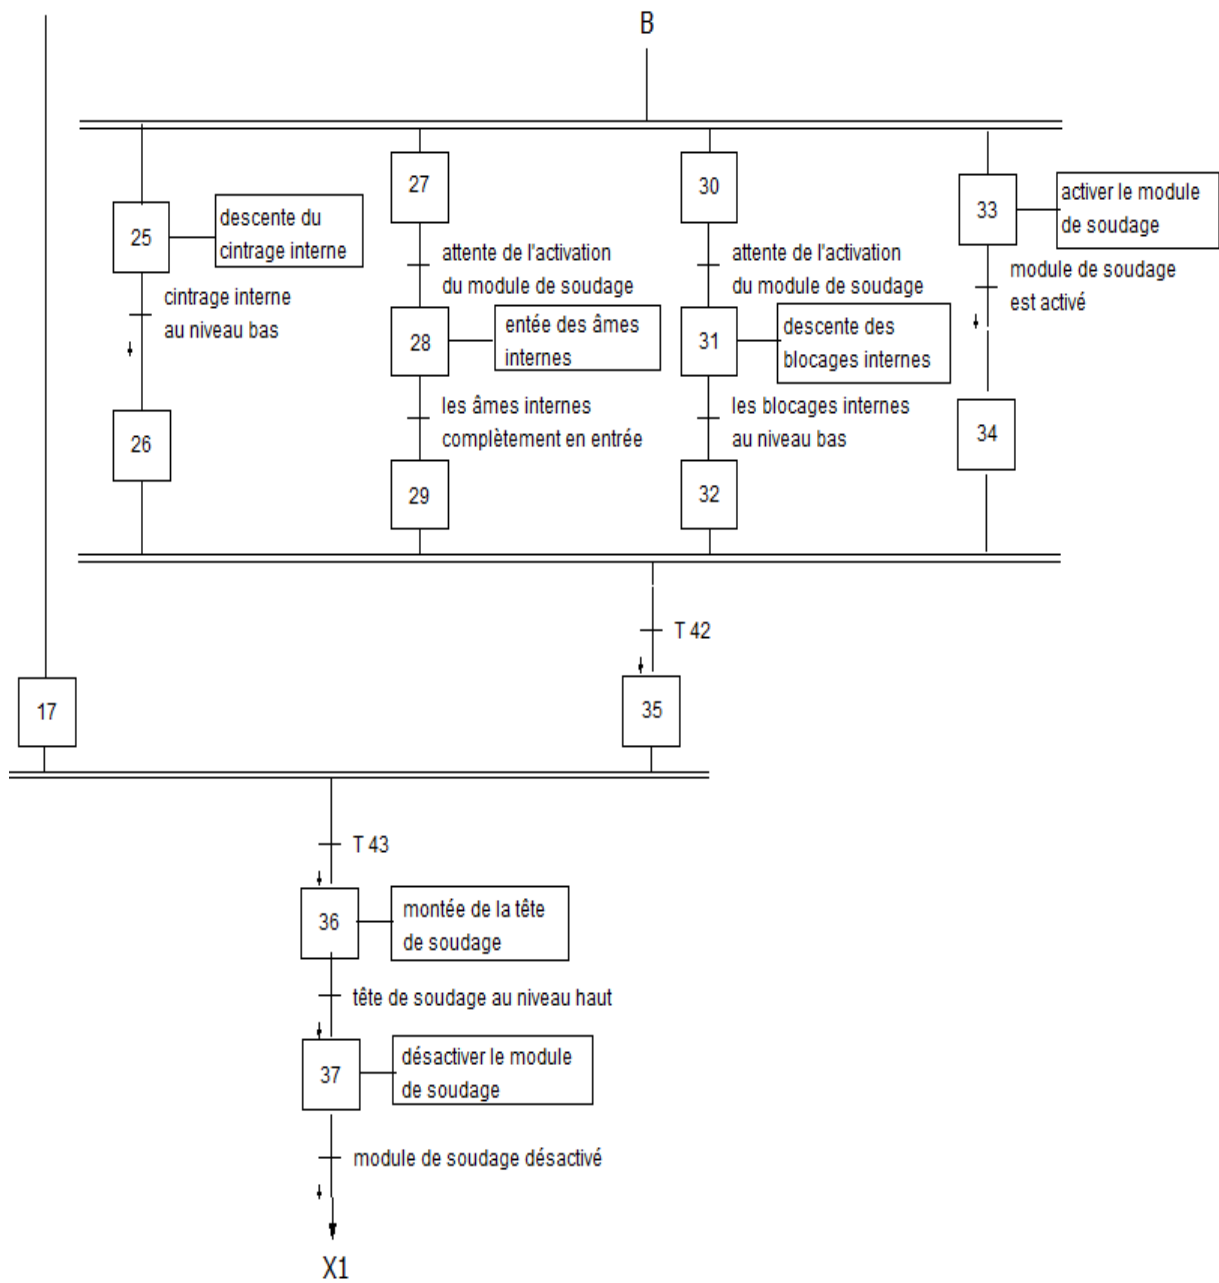 B
27
30
33
activer le module
de soudage
25
descente du
cintrage interne
attente de l'activation
du module de soudage
attente de l'activation
du module de soudage
module de soudage
est activé
cintrage interne
au niveau bas
28
entée des âmes
internes
31
descente des
blocages internes
26
les âmes internes
complètement en entrée
les blocages internes
au niveau bas
34
29
32
T 42
17
35
T 43
36
montée de la tête
de soudage
tête de soudage au niveau haut
37
désactiver le module
de soudage
module de soudage désactivé
X1